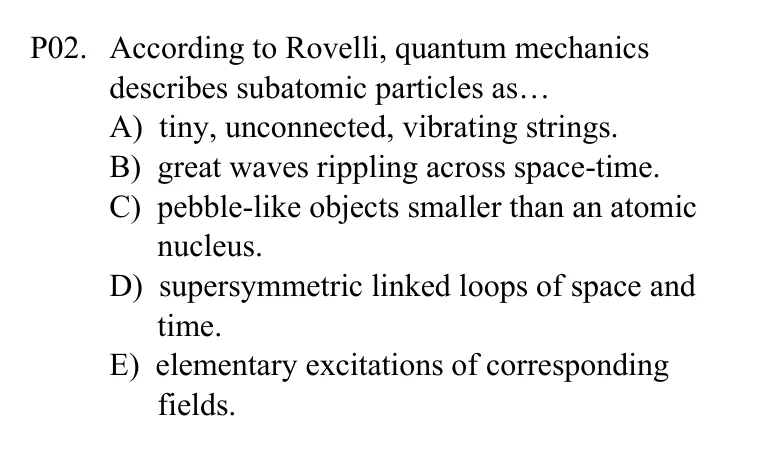 P02. According to Rovelli, quantum mechanics
describes subatomic particles as…
A) tiny, unconnected, vibrating strings.
B) great waves rippling across space-time.
C) pebble-like objects smaller than an atomic
nucleus.
D) supersymmetric linked loops of space and
time.
E) elementary excitations of corresponding
fields.